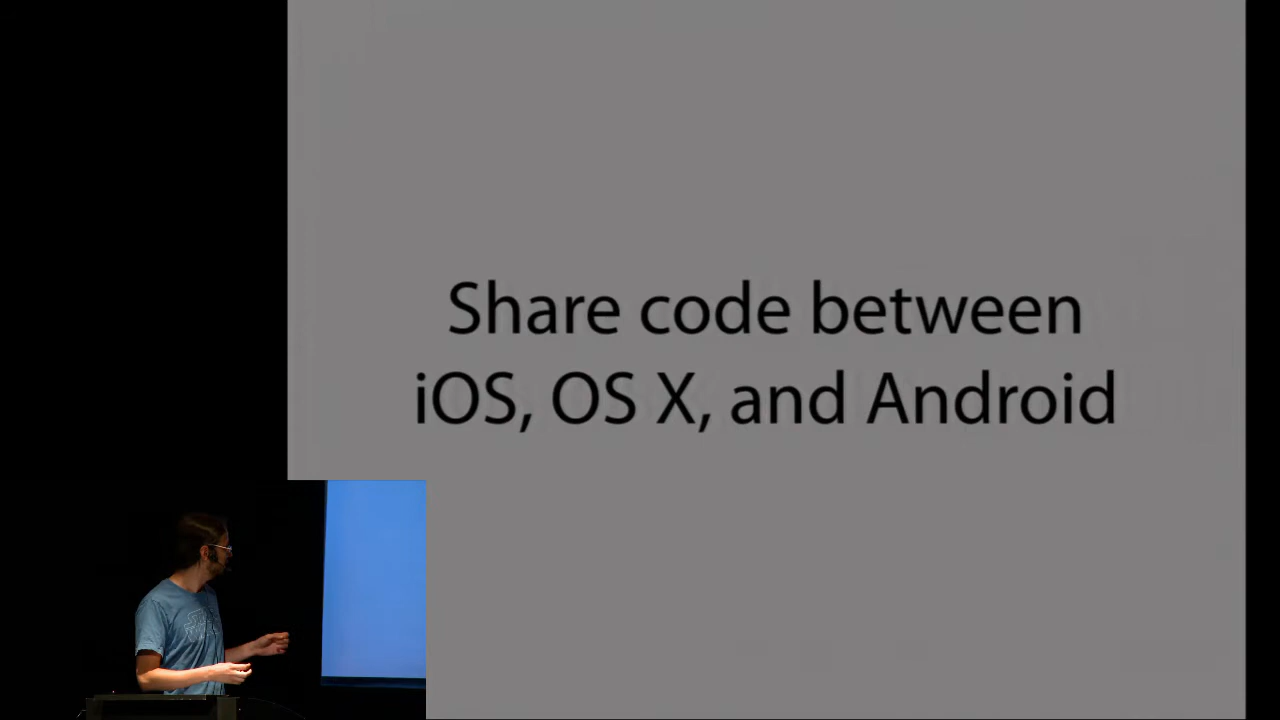 Share code between
iOS, OS X, and Android